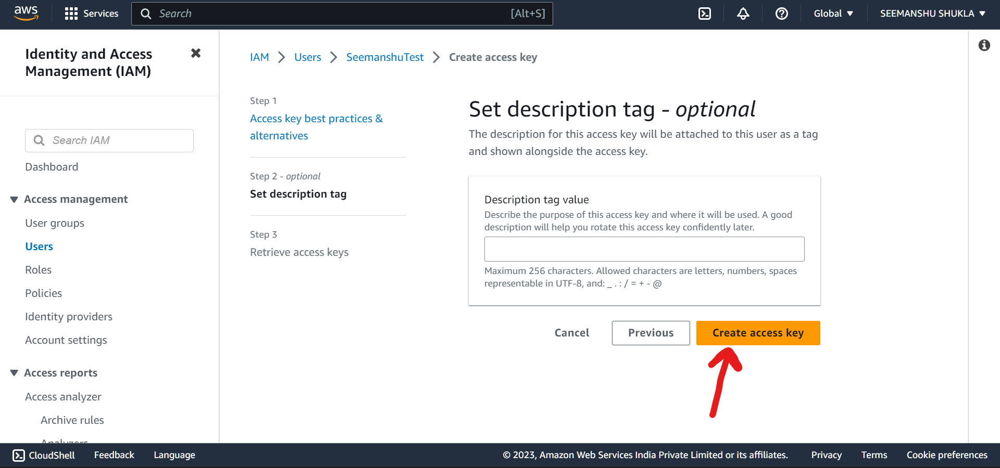 aws
Services
Search [Alt+S]
Global
SEEMANSHU SHUKLA
Identity and Access
Management (IAM)
Search IAM
Dashboard
Access management
User groups
Users
Roles
Policies
Identity providers
Account settings
Access reports
Access analyzer
Archive rules
Analyzers
IAM > Users > SeemanshuTest > Create access key
Step 1
Access key best practices &
alternatives
Step 2 - optional
Set description tag
Step 3
Retrieve access keys
Set description tag - optional
The description for this access key will be attached to this user as a tag
and shown alongside the access key.
Description tag value
Describe the purpose of this access key and where it will be used. A good
description will help you rotate this access key confidently later.
Maximum 256 characters. Allowed characters are letters, numbers, spaces
representable in UTF-8, and: _ . : / = + - @
Cancel
Previous
Create access key
CloudShell
Feedback
Language
© 2023, Amazon Web Services India Private Limited or its affiliates.
Privacy
Terms
Cookie preferences